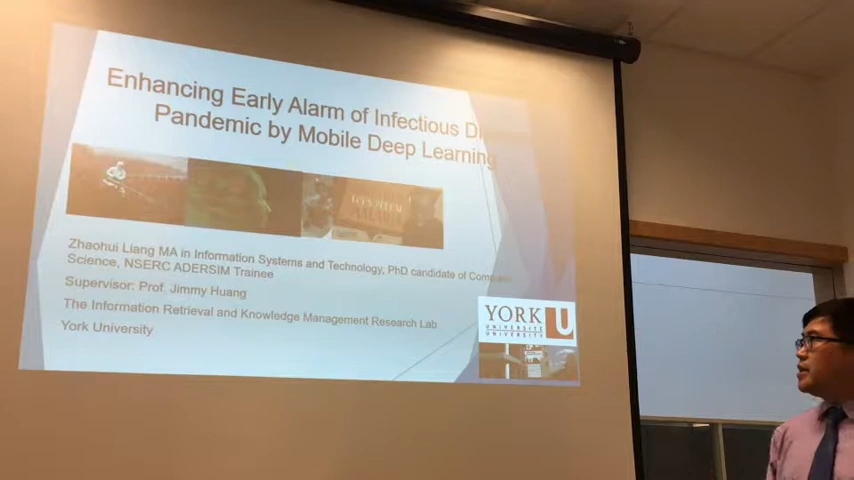 Enhancing Early Alarm of Infectious
Pandemic by Mobile Deep Learning
ECOSYSTEM
Zhaohui Liang MA in Information Systems and Technology, PhD candidate of
Science, NSERC ADERSIM Trainee
Supervisor: Prof. Jimmy Huang
The Information Retrieval and Knowledge Management Research Lab
York University
YORK U
UNIVERSITÉ
UNIVERSITY